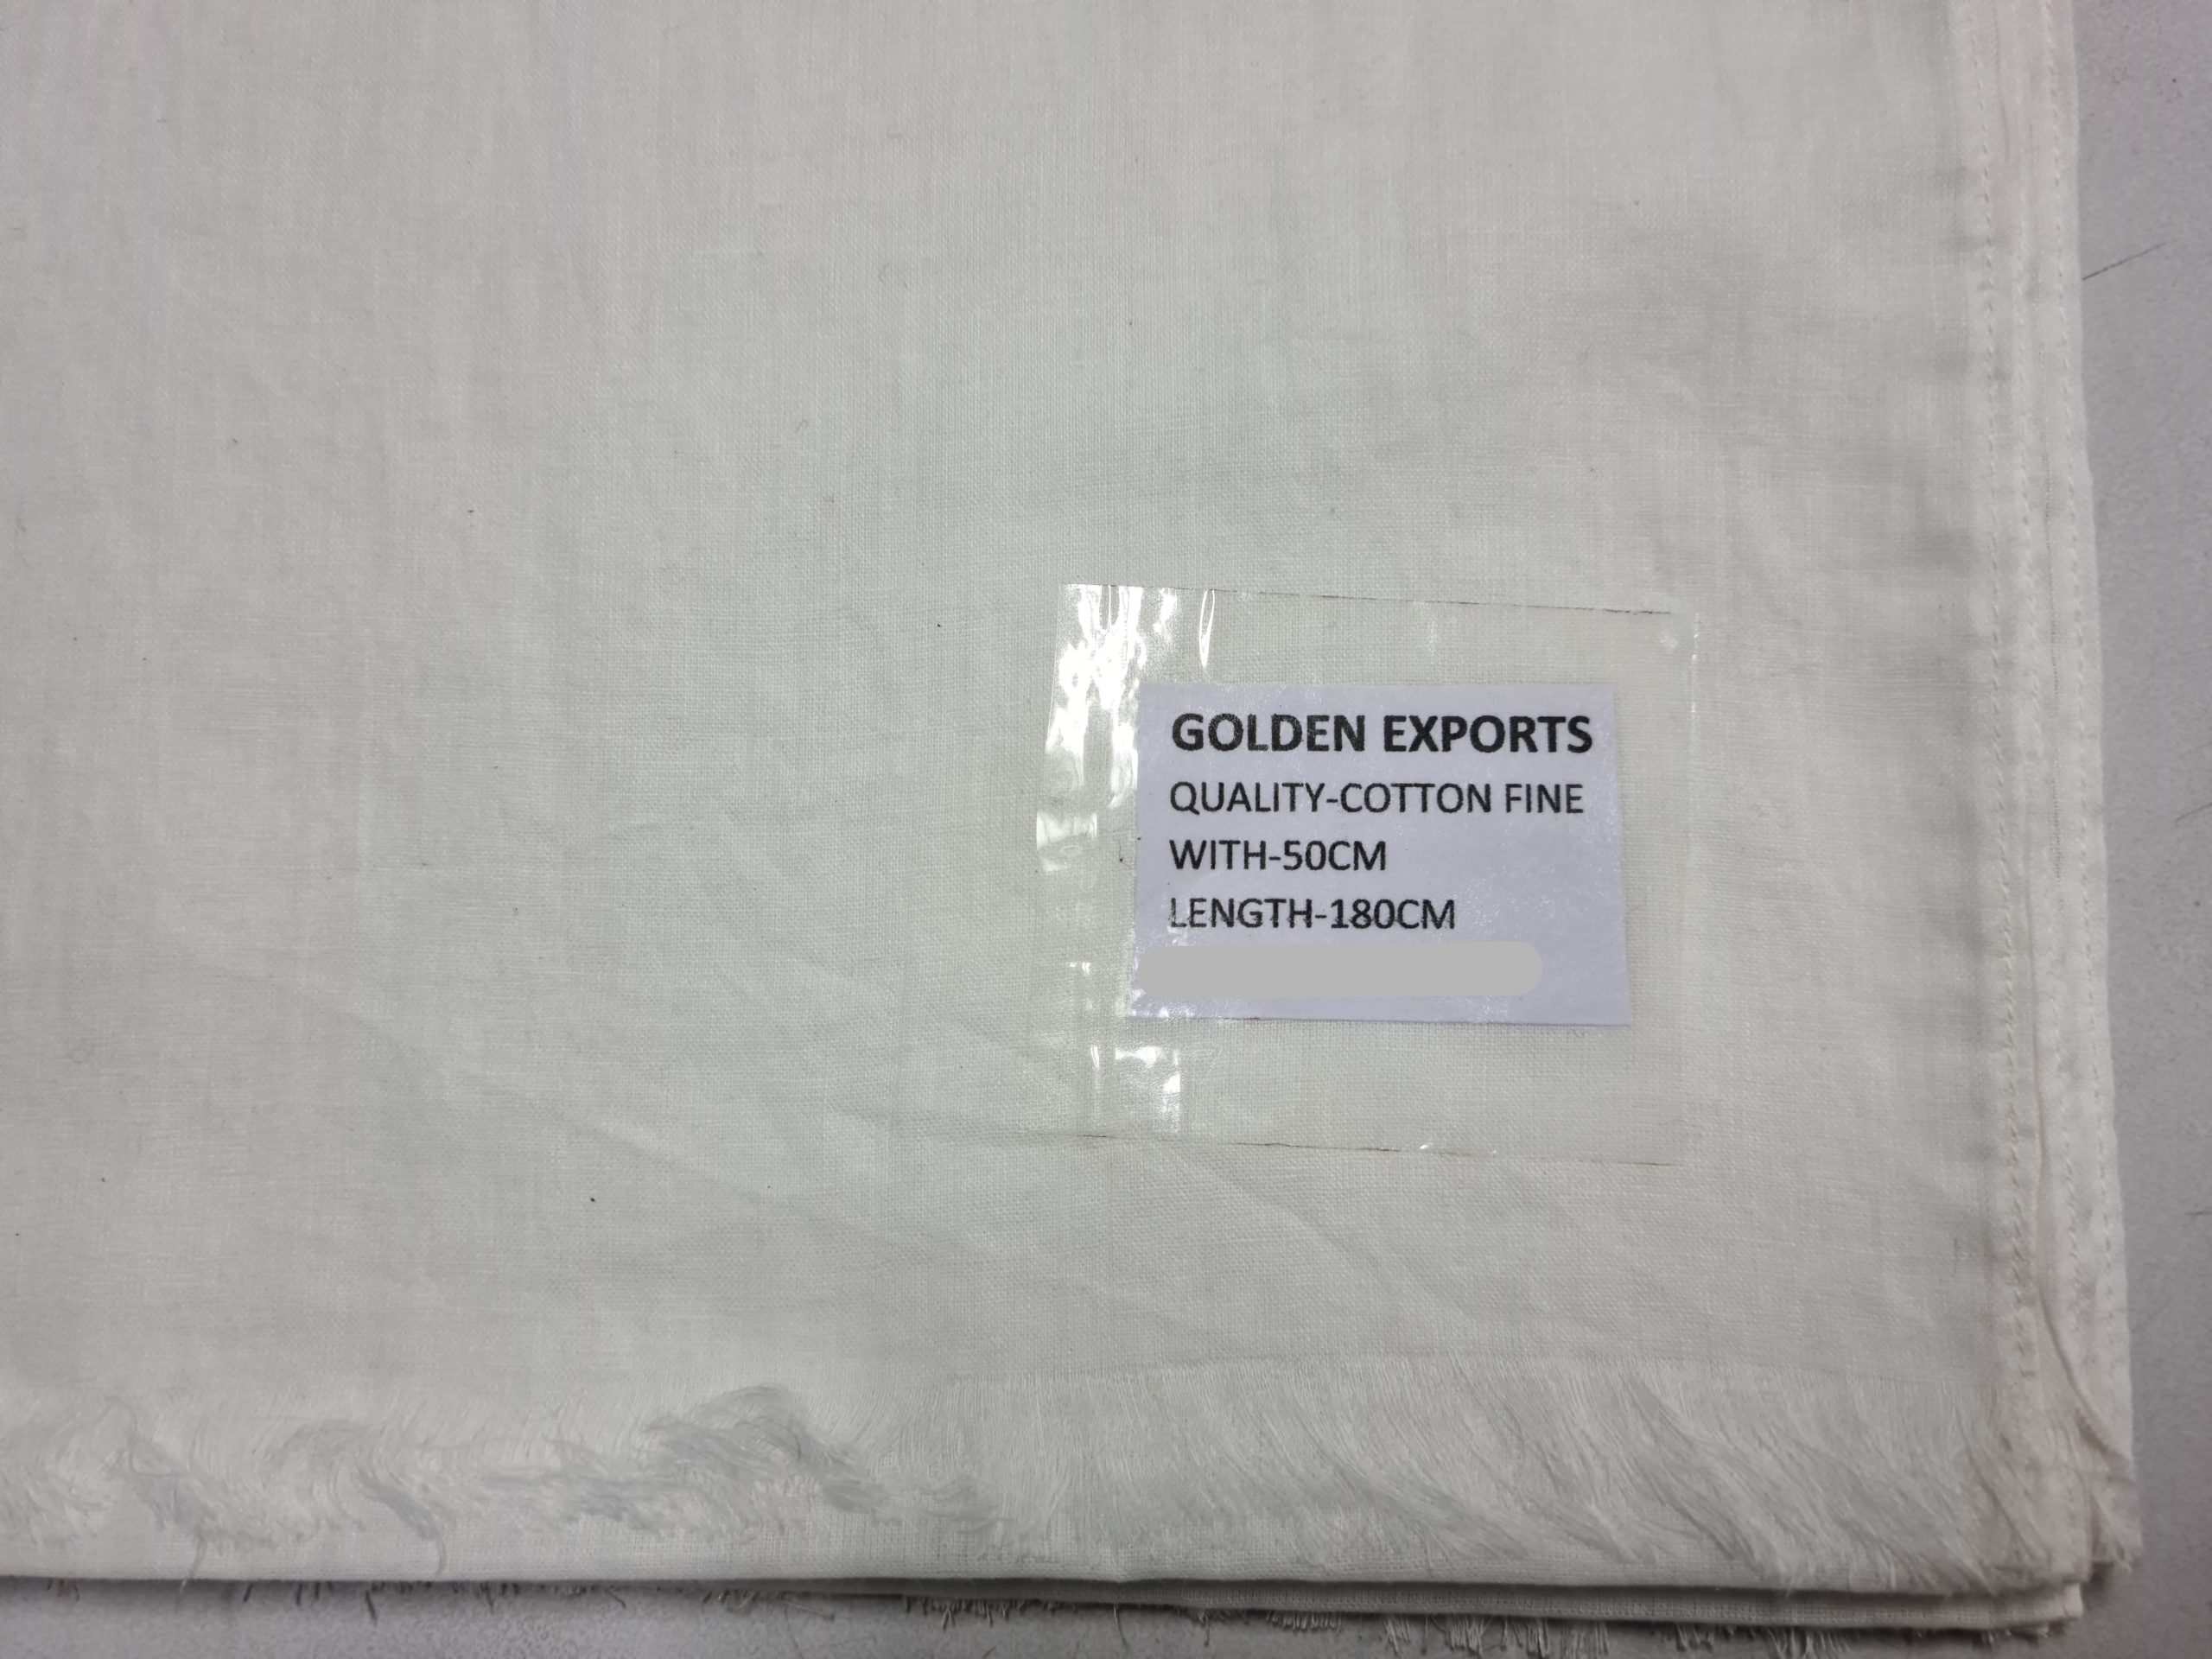 GOLDEN EXPORTS
QUALITY-COTTON FINE
WITH-50CM
LENGTH-180CM